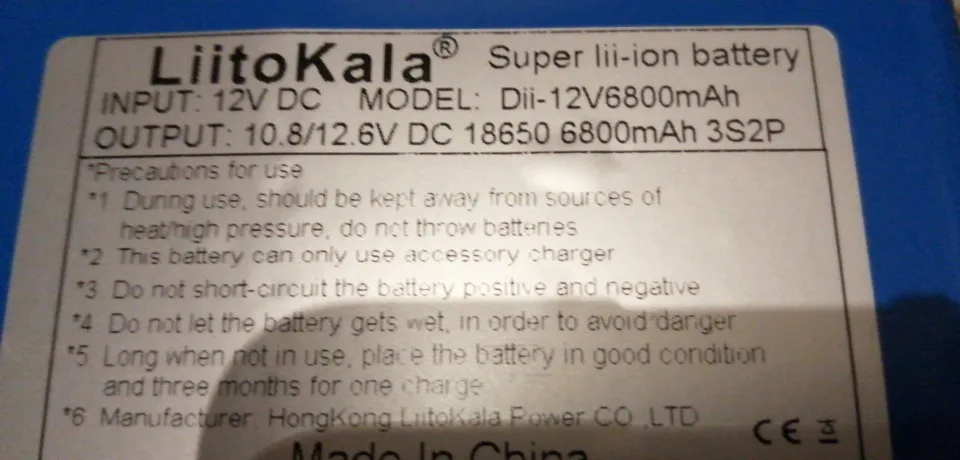 LiitoKala® Super lii-ion battery
INPUT: 12V DC MODEL: Dii-12V6800mAh
OUTPUT: 10.8/12.6V DC 18650 6800mAh 3S2P
*Precautions for use
*1 During use, should be kept away from sources of
heat/high pressure, do not throw batteries
*2 This battery can only use accessory charger
*3 Do not short-circuit the battery positive and negative
*4 Do not let the battery gets wet, in order to avoid danger
*5 Long when not in use, place the battery in good condition
and three months for one charge
*6 Manufacturer HongKong LiitoKala Power CO .LTD
CE
Made In China